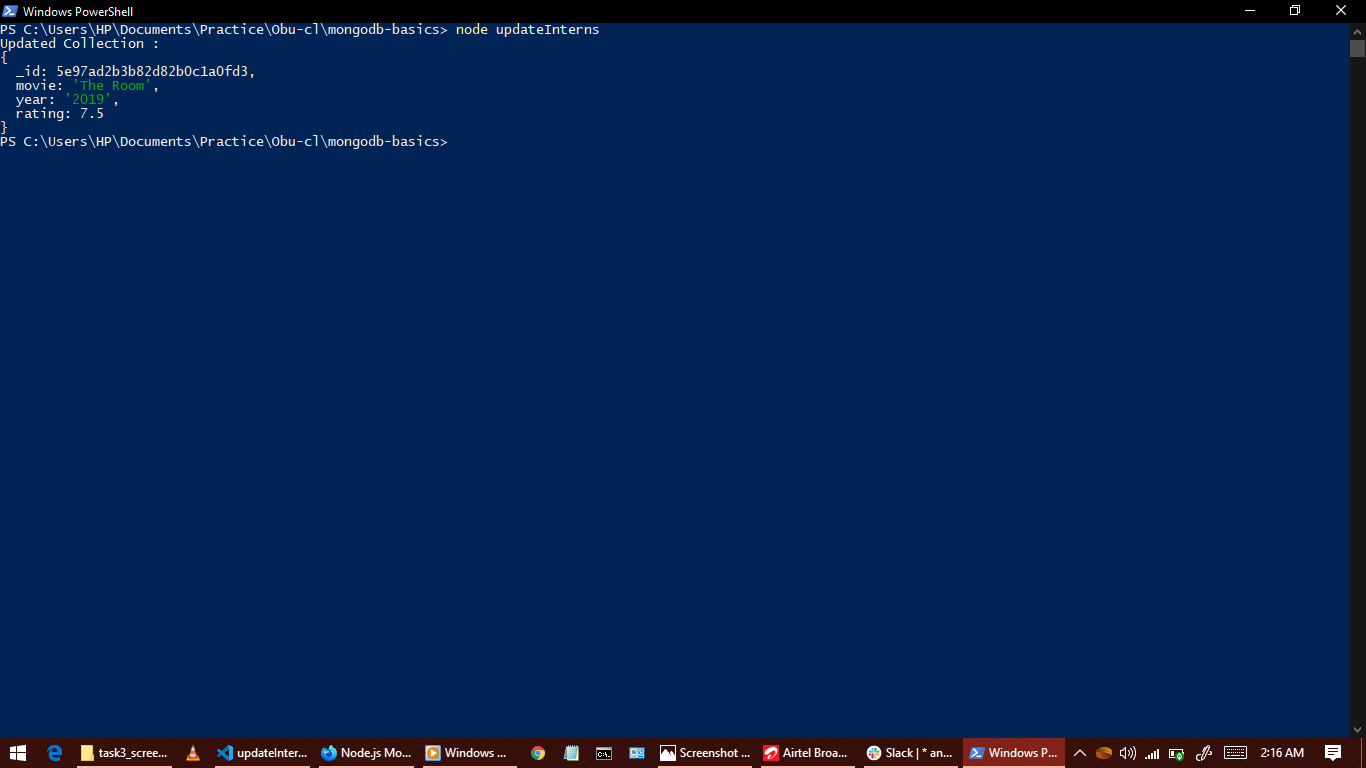 Windows PowerShell
PS C:\Users\HP\Documents\Practice\Obu-cl\mongodb-basics> node updateInterns
Updated Collection :
{
  _id: 5e97ad2b3b82d82b0c1a0fd3,
  movie: 'The Room',
  year: '2019',
  rating: 7.5
}
PS C:\Users\HP\Documents\Practice\Obu-cl\mongodb-basics>
task3_scree... updateInter... Node.js Mo... Windows ... C:\. Screenshot ... Airtel Broa... Slack | * an... Windows P... 2:16 AM